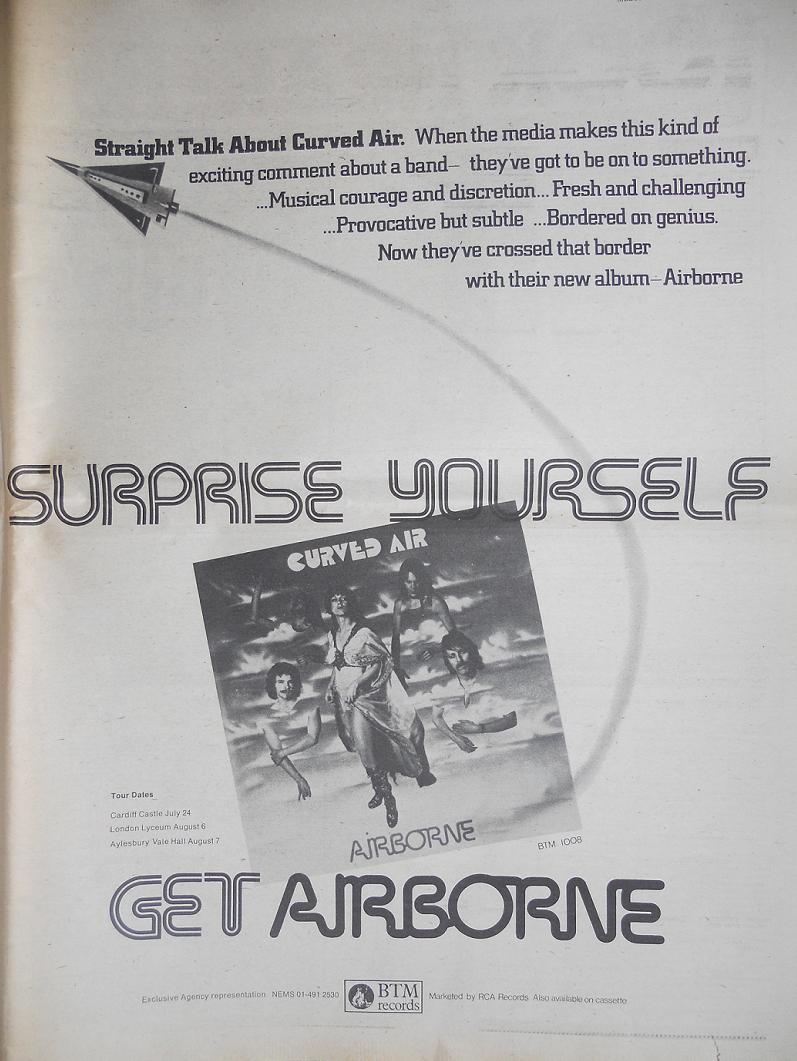 Straight Talk About Curved Air. When the media makes this kind of
exciting comment about a band– they've got to be on to something.
...Musical courage and discretion... Fresh and challenging
...Provocative but subtle ...Bordered on genius.
Now they've crossed that border
with their new album–Airborne
SURPRISE YOURSELF
CURVED AIR
AIRBORNE
BTM 1008
Tour Dates
Cardiff Castle July 24
London Lyceum August 6
Aylesbury Vale Hall August 7
GET AIRBORNE
Exclusive Agency representation NEMS 01-491 2530
BTM
records
Marketed by RCA Records Also available on cassette